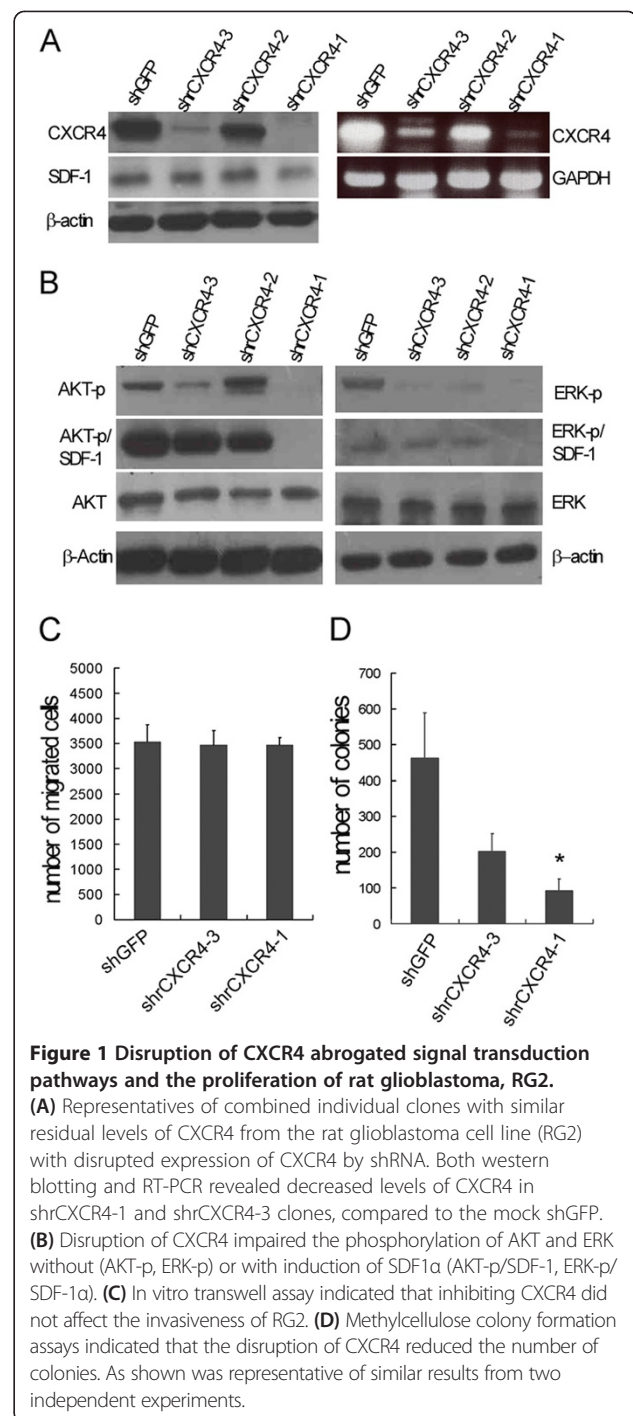 A
shGFP
shrCXCR4-3
shrCXCR4-2
shrCXCR4-1
shGFP
shrCXCR4-3
shrCXCR4-2
shrCXCR4-1
CXCR4
CXCR4
SDF-1
GAPDH
β-actin
B
shGFP
shCXCR4-3
shCXCR4-2
shrCXCR4-1
shGFP
shCXCR4-3
shCXCR4-2
shCXCR4-1
AKT-p
ERK-p
AKT-p/
SDF-1
ERK-p/
SDF-1
AKT
ERK
β-Actin
β-actin
C
number of migrated cells
5000
4500
4000
3500
3000
2500
2000
1500
1000
500
0
shGFP
shrCXCR4-3
shrCXCR4-1
D
number of colonies
700
600
500
400
300
200
100
0
*
shGFP
shrCXCR4-3
shrCXCR4-1
Figure 1 Disruption of CXCR4 abrogated signal transduction
pathways and the proliferation of rat glioblastoma, RG2.
(A) Representatives of combined individual clones with similar
residual levels of CXCR4 from the rat glioblastoma cell line (RG2)
with disrupted expression of CXCR4 by shRNA. Both western
blotting and RT-PCR revealed decreased levels of CXCR4 in
shrCXCR4-1 and shrCXCR4-3 clones, compared to the mock shGFP.
(B) Disruption of CXCR4 impaired the phosphorylation of AKT and ERK
without (AKT-p, ERK-p) or with induction of SDF1α (AKT-p/SDF-1, ERK-p/
SDF-1α). (C) In vitro transwell assay indicated that inhibiting CXCR4 did
not affect the invasiveness of RG2. (D) Methylcellulose colony formation
assays indicated that the disruption of CXCR4 reduced the number of
colonies. As shown was representative of similar results from two
independent experiments.